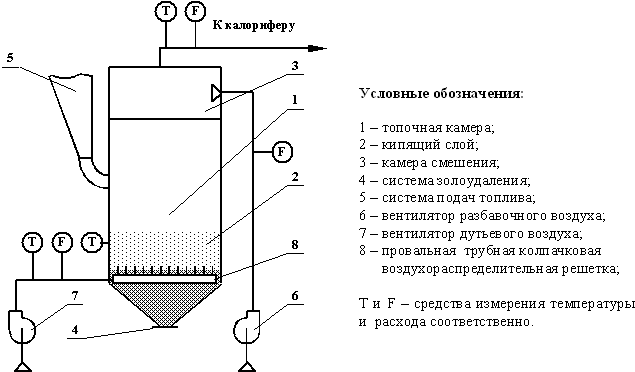 T F
К калориферу
5
3
1
F
2
T F T
8
7
4
6
Условные обозначения:
1 – топочная камера;
2 – кипящий слой;
3 – камера смешения;
4 – система золоудаления;
5 – система подач топлива;
6 – вентилятор разбавочного воздуха;
7 – вентилятор дутьевого воздуха;
8 – провальная трубная колпачковая
воздухораспределительная решетка;
Т и F – средства измерения температуры
и расхода соответственно.